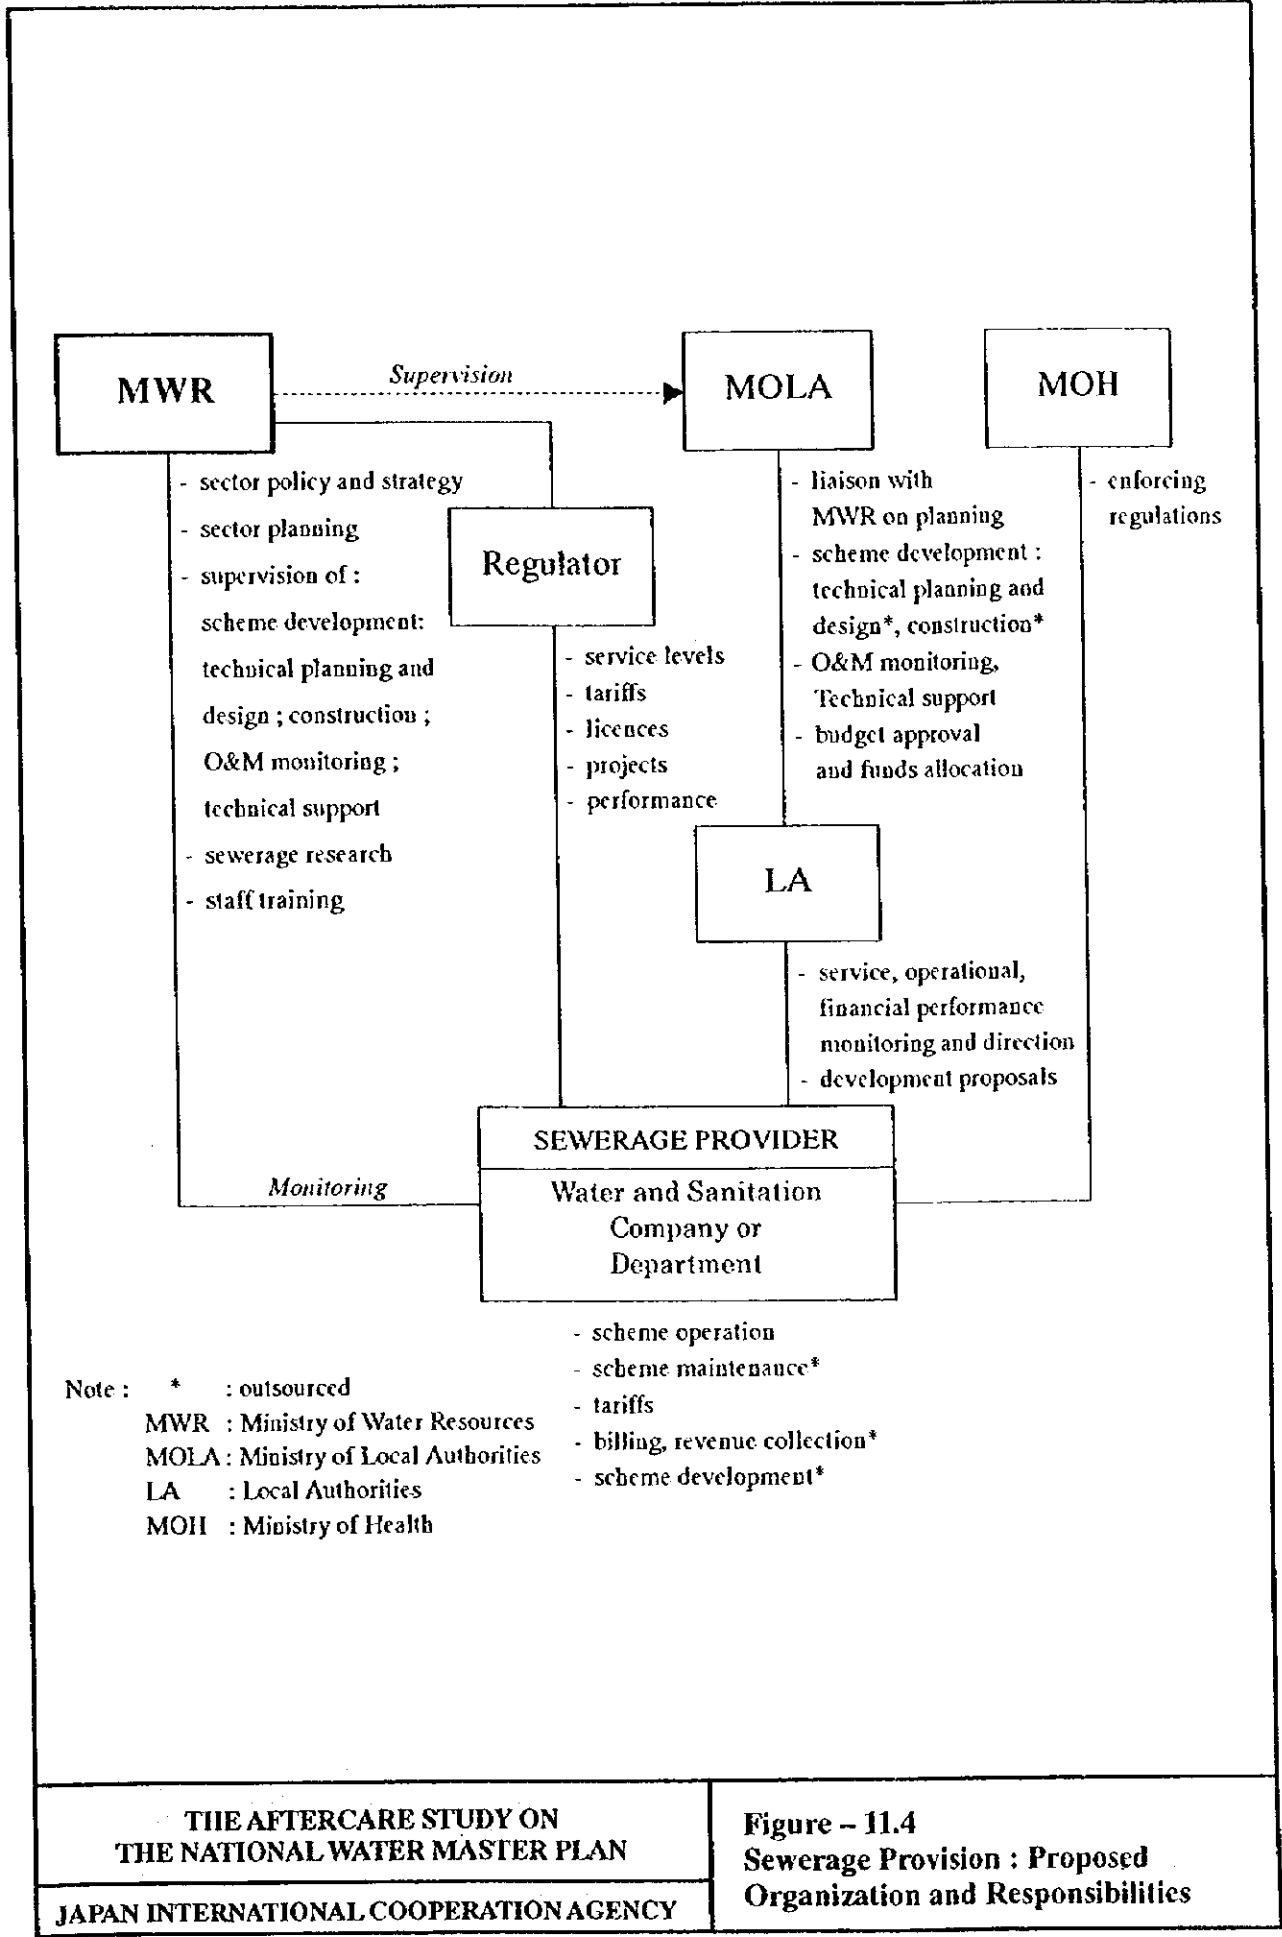 MWR
Supervision
MOLA
MOH
- sector policy and strategy
- sector planning
- supervision of :
scheme development:
technical planning and
design ; construction ;
O&M monitoring ;
technical support
- sewerage research
- staff training
Regulator
- service levels
- tariffs
- licences
- projects
- performance
- liaison with
MWR on planning
- scheme development :
technical planning and
design*, construction*
- O&M monitoring,
Technical support
- budget approval
and funds allocation
- enforcing
regulations
LA
- service, operational,
financial performance
monitoring and direction
- development proposals
Monitoring
SEWERAGE PROVIDER
Water and Sanitation
Company or
Department
- scheme operation
- scheme maintenance*
- tariffs
- billing, revenue collection*
- scheme development*
Note : * : outsourced
MWR : Ministry of Water Resources
MOLA : Ministry of Local Authorities
LA : Local Authorities
MOH : Ministry of Health
THE AFTERCARE STUDY ON
THE NATIONAL WATER MASTER PLAN
JAPAN INTERNATIONAL COOPERATION AGENCY
Figure – 11.4
Sewerage Provision : Proposed
Organization and Responsibilities